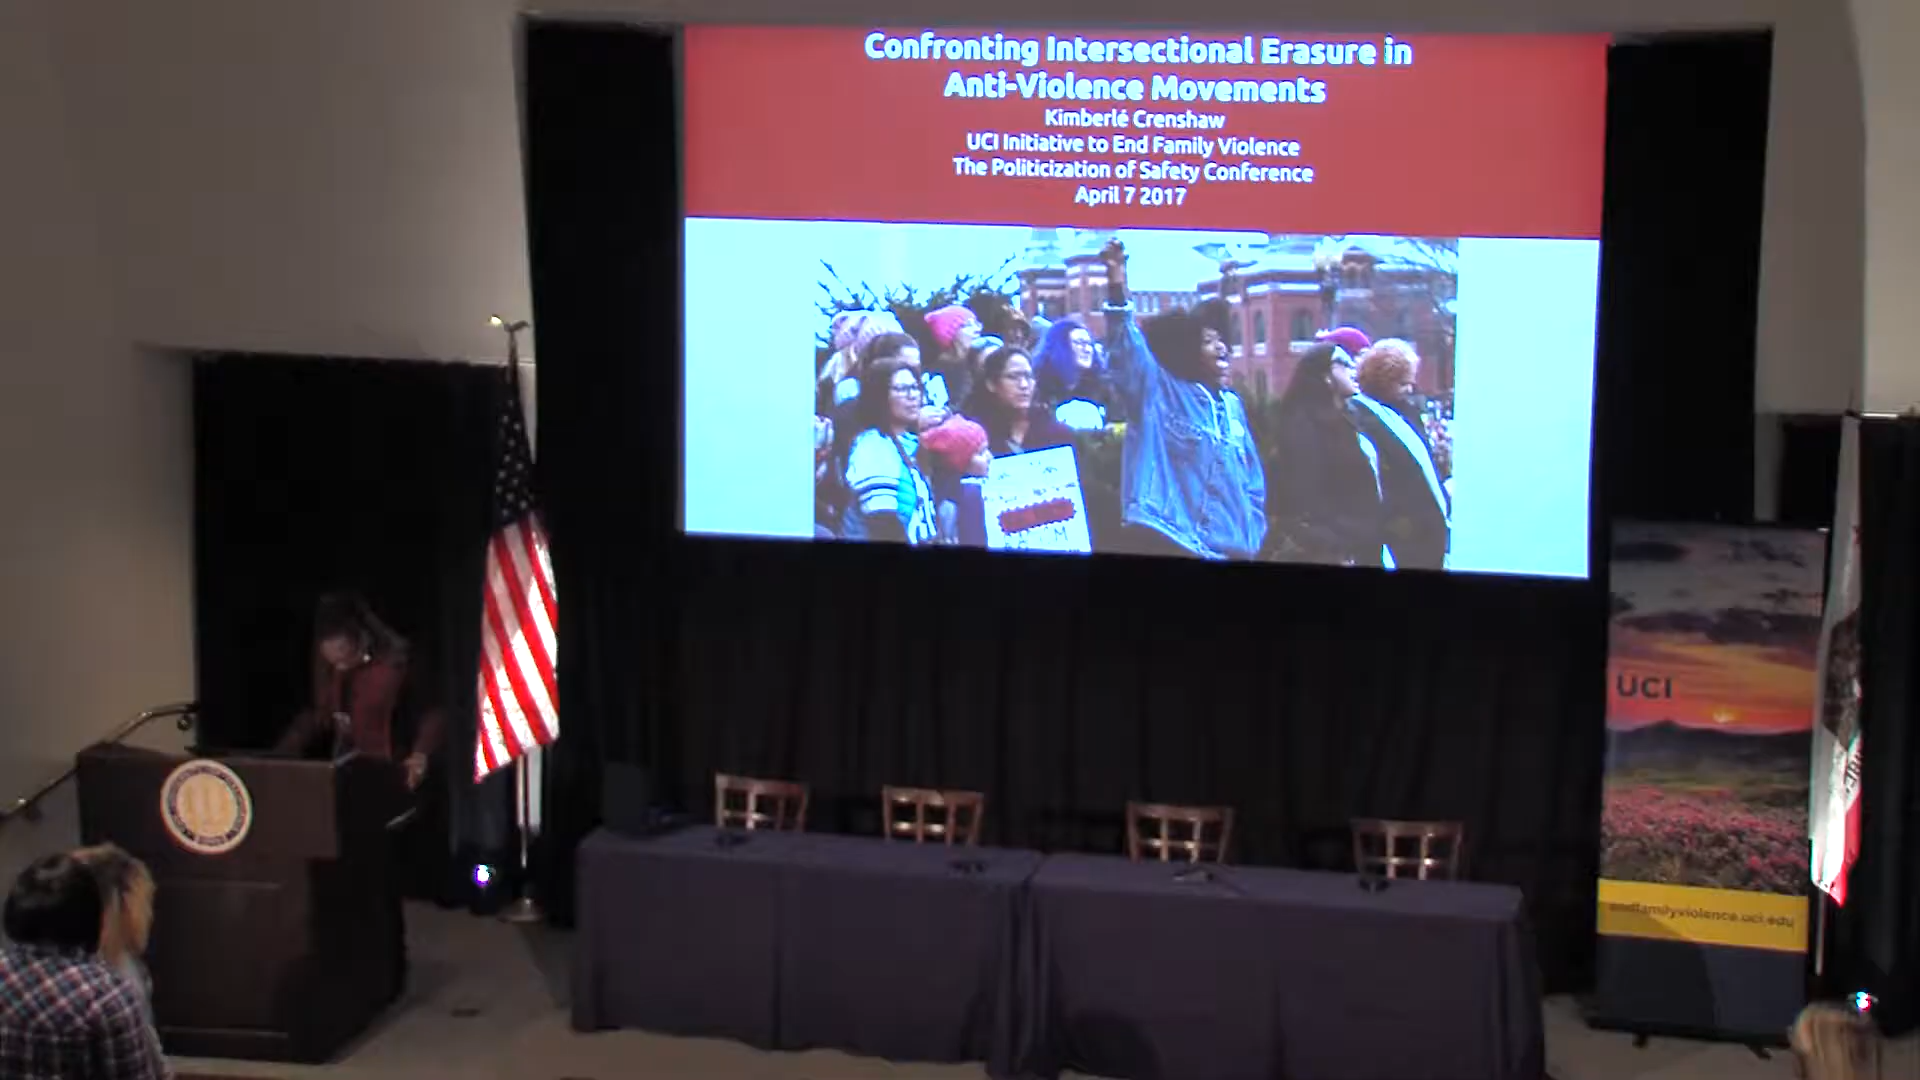 Confronting Intersectional Erasure in
Anti-Violence Movements
Kimberlé Crenshaw
UCI Initiative to End Family Violence
The Politicization of Safety Conference
April 7 2017
UCI
endfamilyviolence.uci.edu